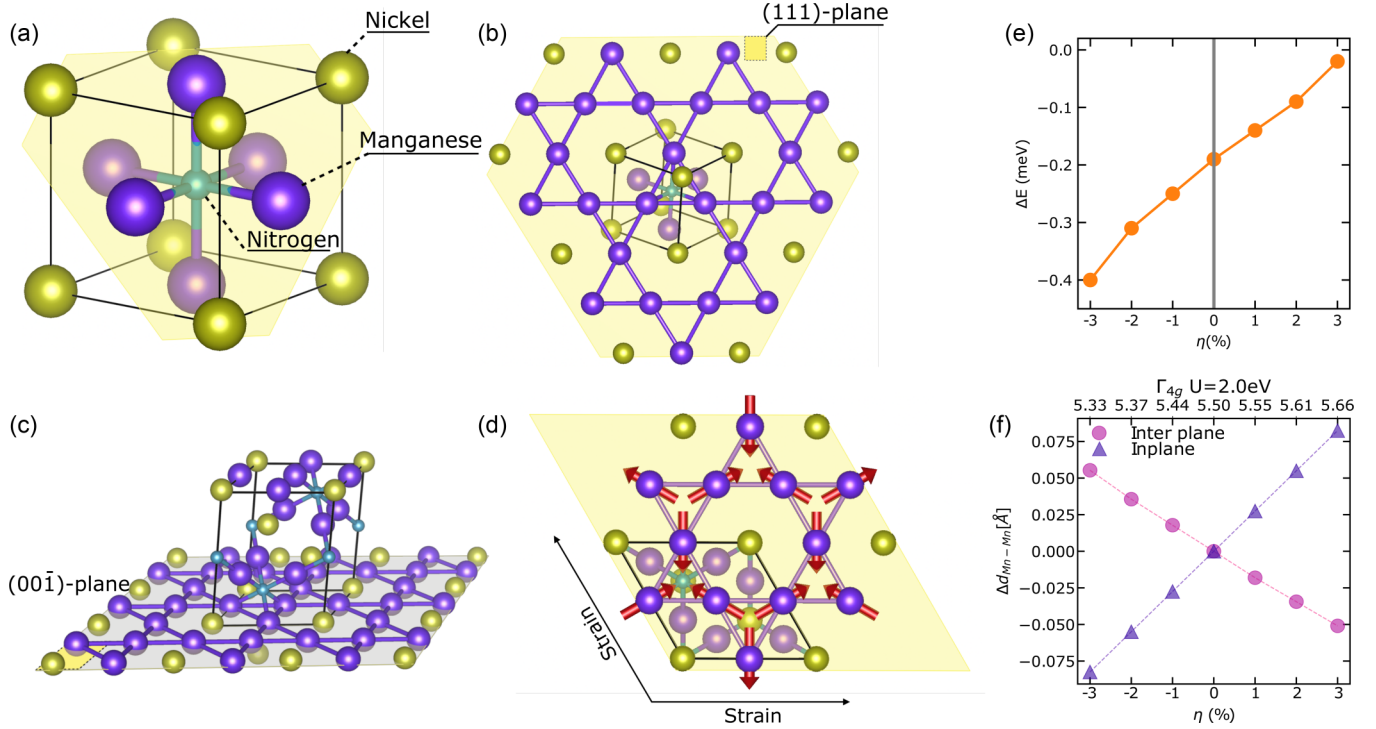 (a)
Nickel
Manganese
Nitrogen
(b)
(111)-plane
(c)
(001̄)-plane
(d)
Strain
Strain
(e)
0.0
−0.1
−0.2
−0.3
−0.4
ΔE (meV)
-3 -2 -1 0 1 2 3
η(%)
Γ4g U=2.0eV
5.33 5.37 5.44 5.50 5.55 5.61 5.66
(f)
Inter plane
Inplane
0.075
0.050
0.025
0.000
−0.025
−0.050
−0.075
ΔdMn−Mn[Å]
-3 -2 -1 0 1 2 3
η (%)